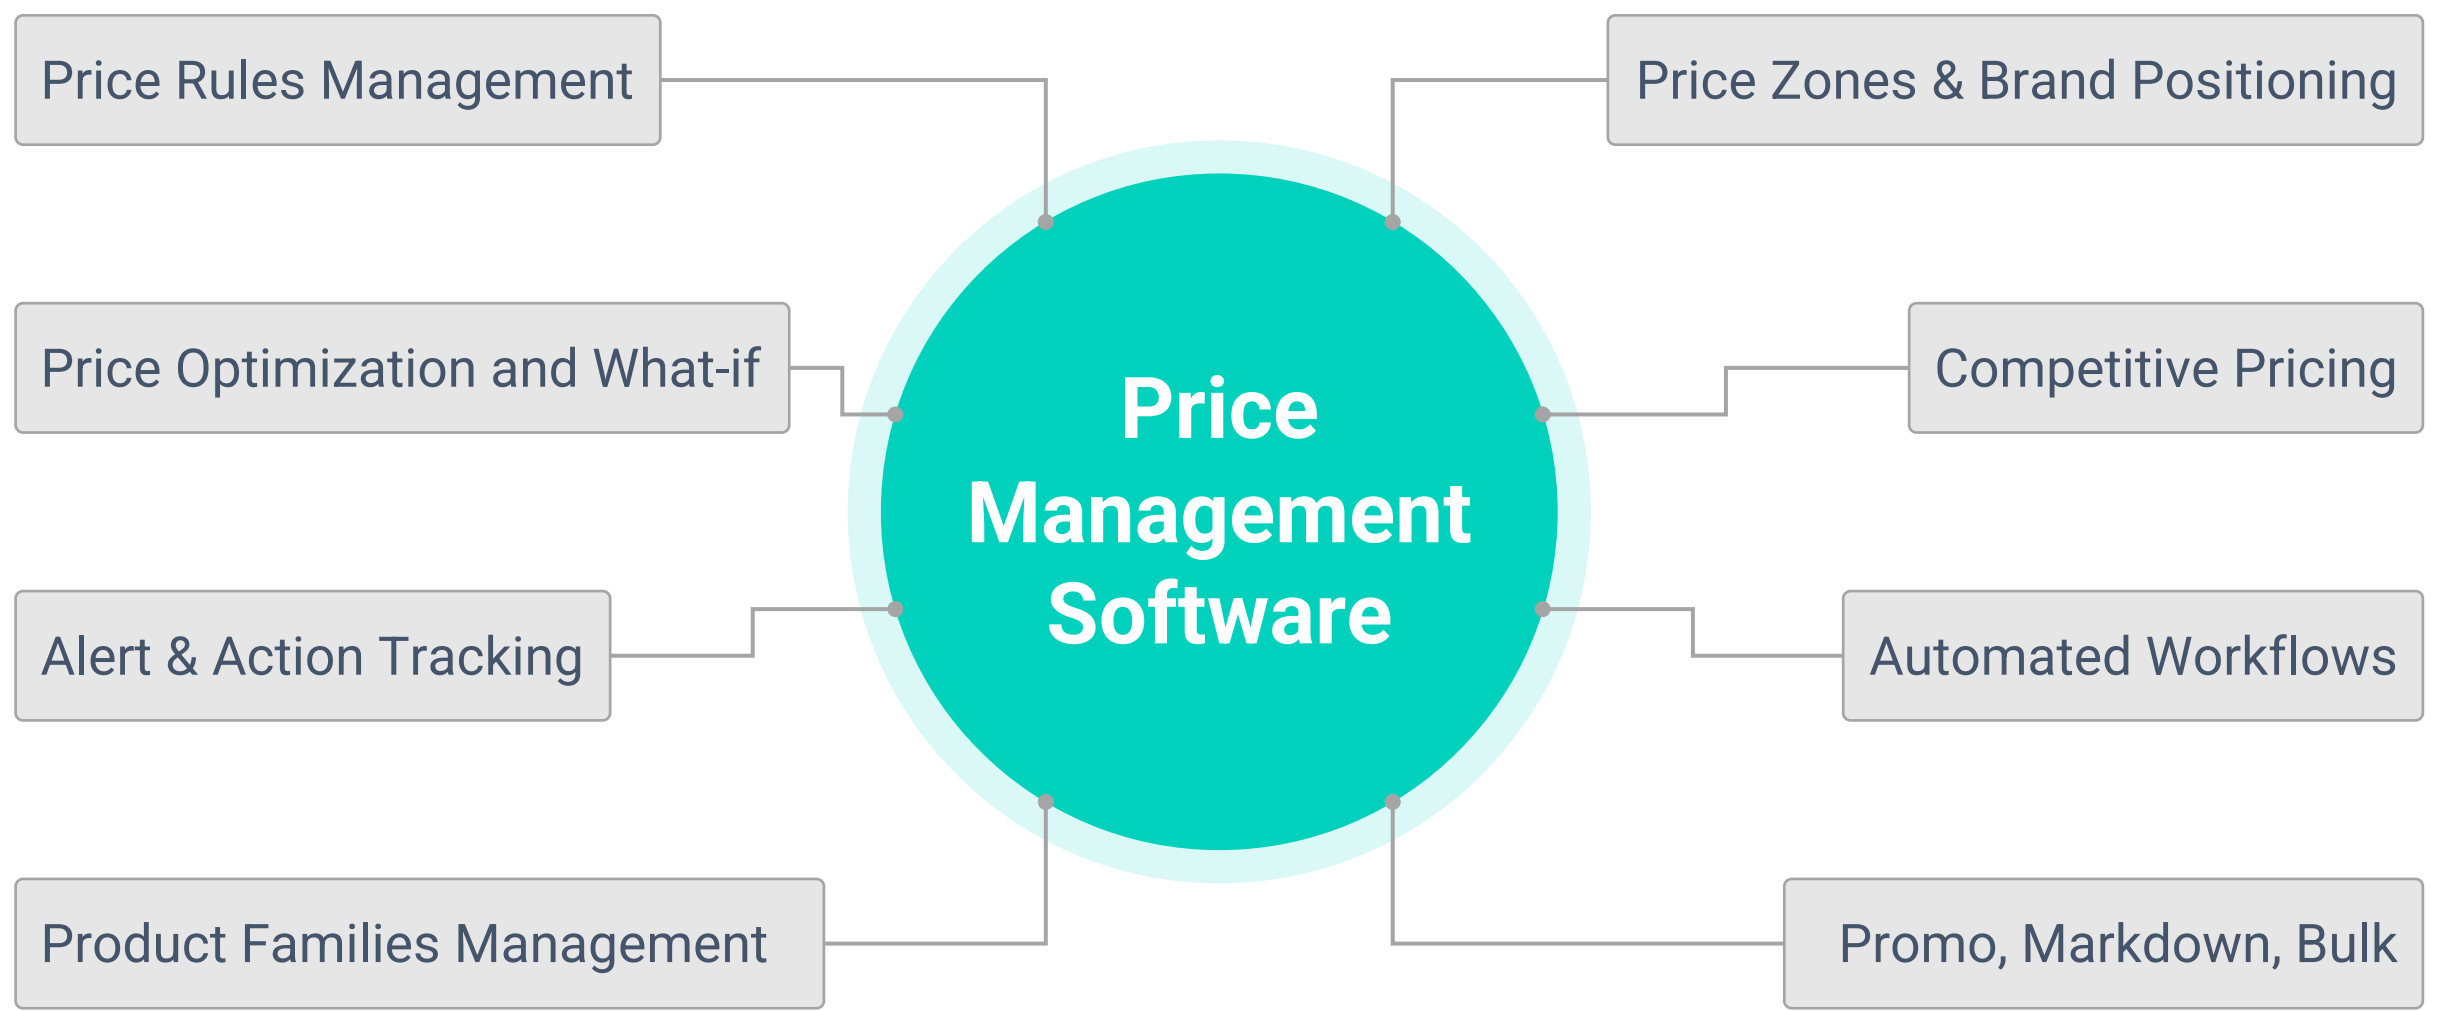 Price Rules Management
Price Zones & Brand Positioning
Price Optimization and What-if
Competitive Pricing
Price
Management
Software
Alert & Action Tracking
Automated Workflows
Product Families Management
Promo, Markdown, Bulk